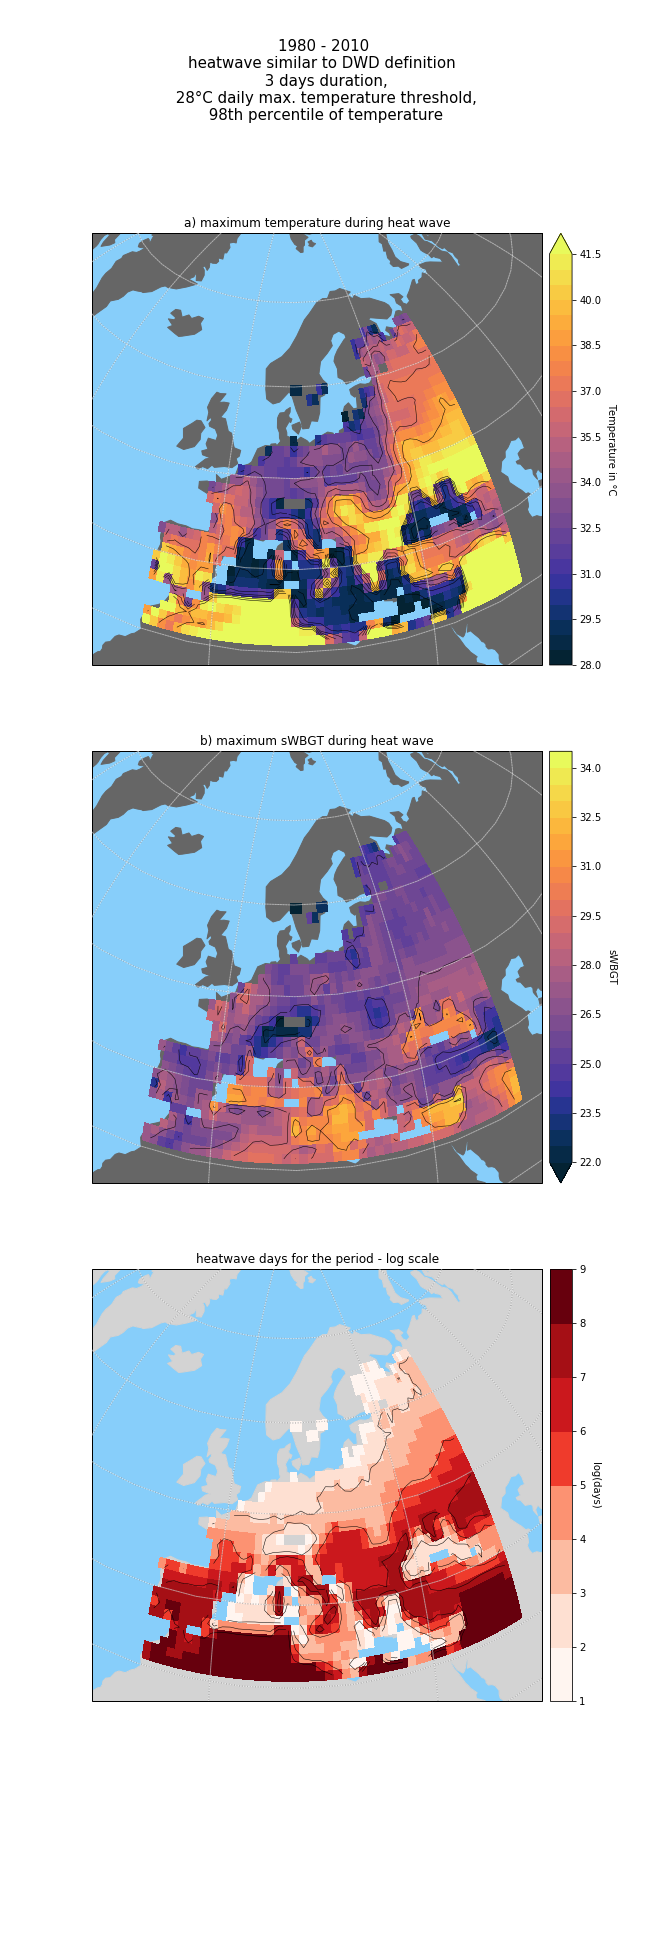 1980 - 2010
heatwave similar to DWD definition
3 days duration,
28°C daily max. temperature threshold,
98th percentile of temperature
a) maximum temperature during heat wave
41.5
40.0
38.5
37.0
35.5
34.0
32.5
31.0
29.5
28.0
Temperature in °C
b) maximum sWBGT during heat wave
34.0
32.5
31.0
29.5
28.0
26.5
25.0
23.5
22.0
sWBGT
heatwave days for the period - log scale
9
8
7
6
5
4
3
2
1
log(days)